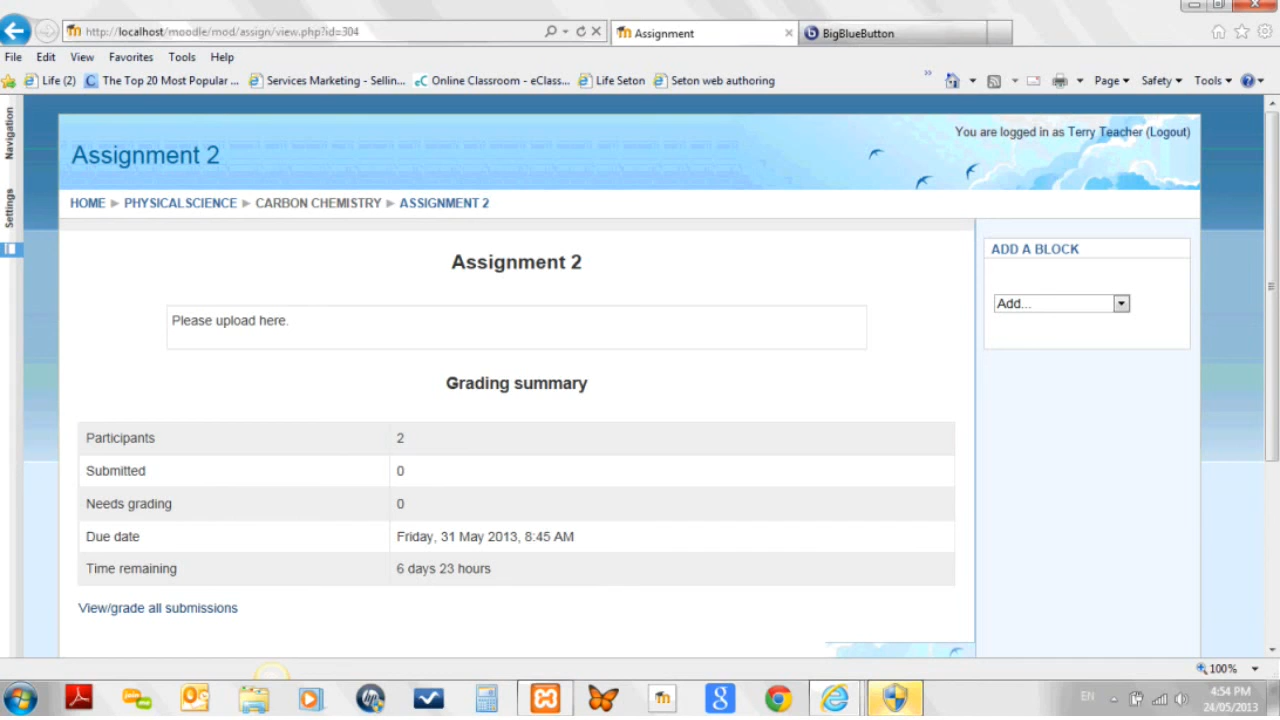 http://localhost/moodle/mod/assign/view.php?id=304
Assignment
BigBlueButton
File Edit View Favorites Tools Help
Life (2) The Top 20 Most Popular ... Services Marketing - Sellin... Online Classroom - eClass... Life Seton Seton web authoring
Page Safety Tools
Navigation
Settings
You are logged in as Terry Teacher (Logout)
Assignment 2
HOME ► PHYSICALSCIENCE ► CARBON CHEMISTRY ► ASSIGNMENT 2
Assignment 2
Please upload here.
Grading summary
Participants 2
Submitted 0
Needs grading 0
Due date Friday, 31 May 2013, 8:45 AM
Time remaining 6 days 23 hours
View/grade all submissions
ADD A BLOCK
Add...
100%
EN
4:54 PM
24/05/2013